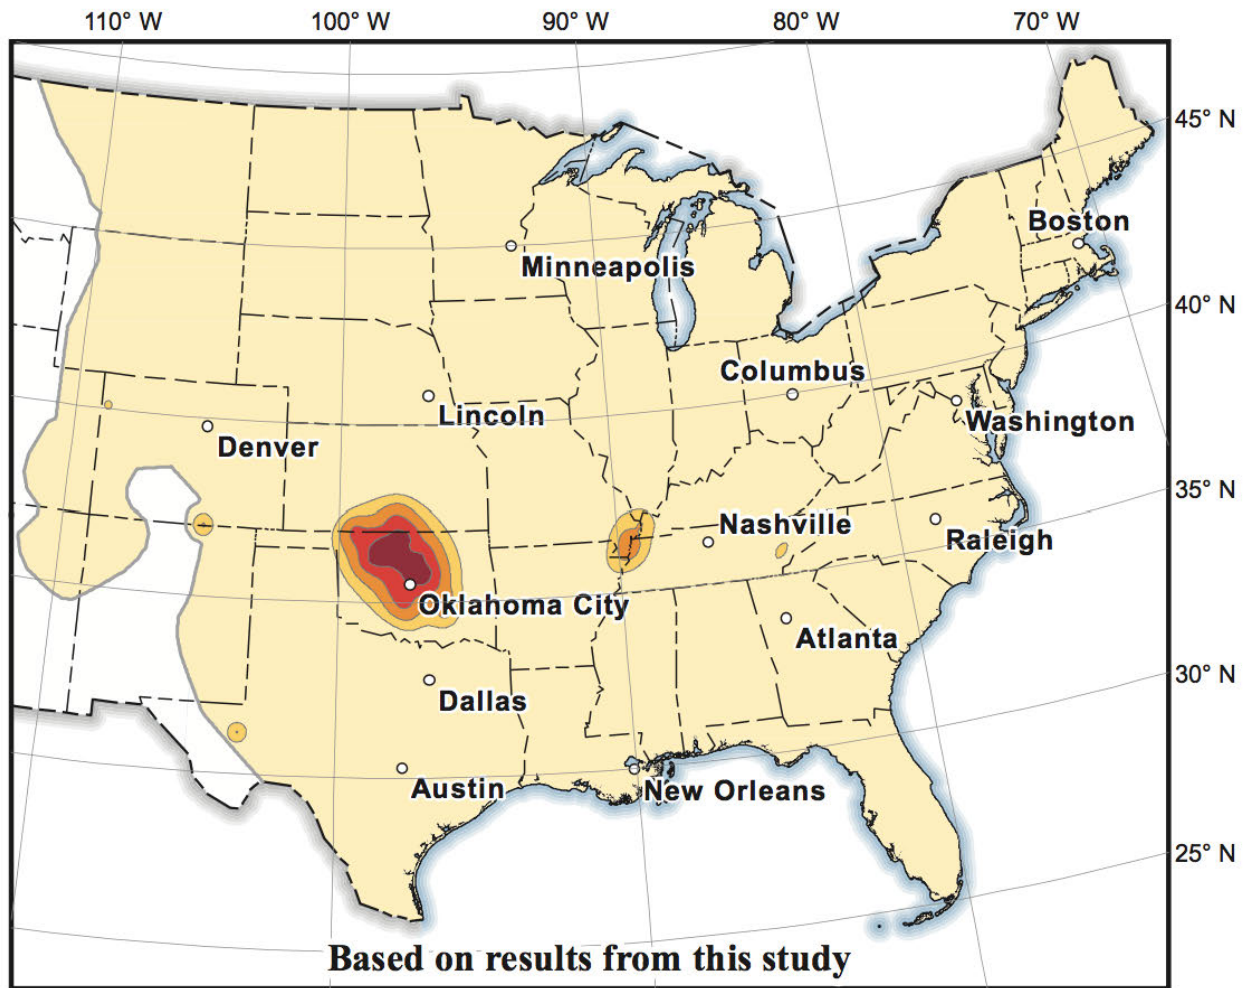 110° W 100° W 90° W 80° W 70° W
45° N
Boston
Minneapolis
40° N
Columbus
Lincoln
Washington
Denver
35° N
Nashville
Raleigh
Oklahoma City
Atlanta
30° N
Dallas
Austin
New Orleans
25° N
Based on results from this study